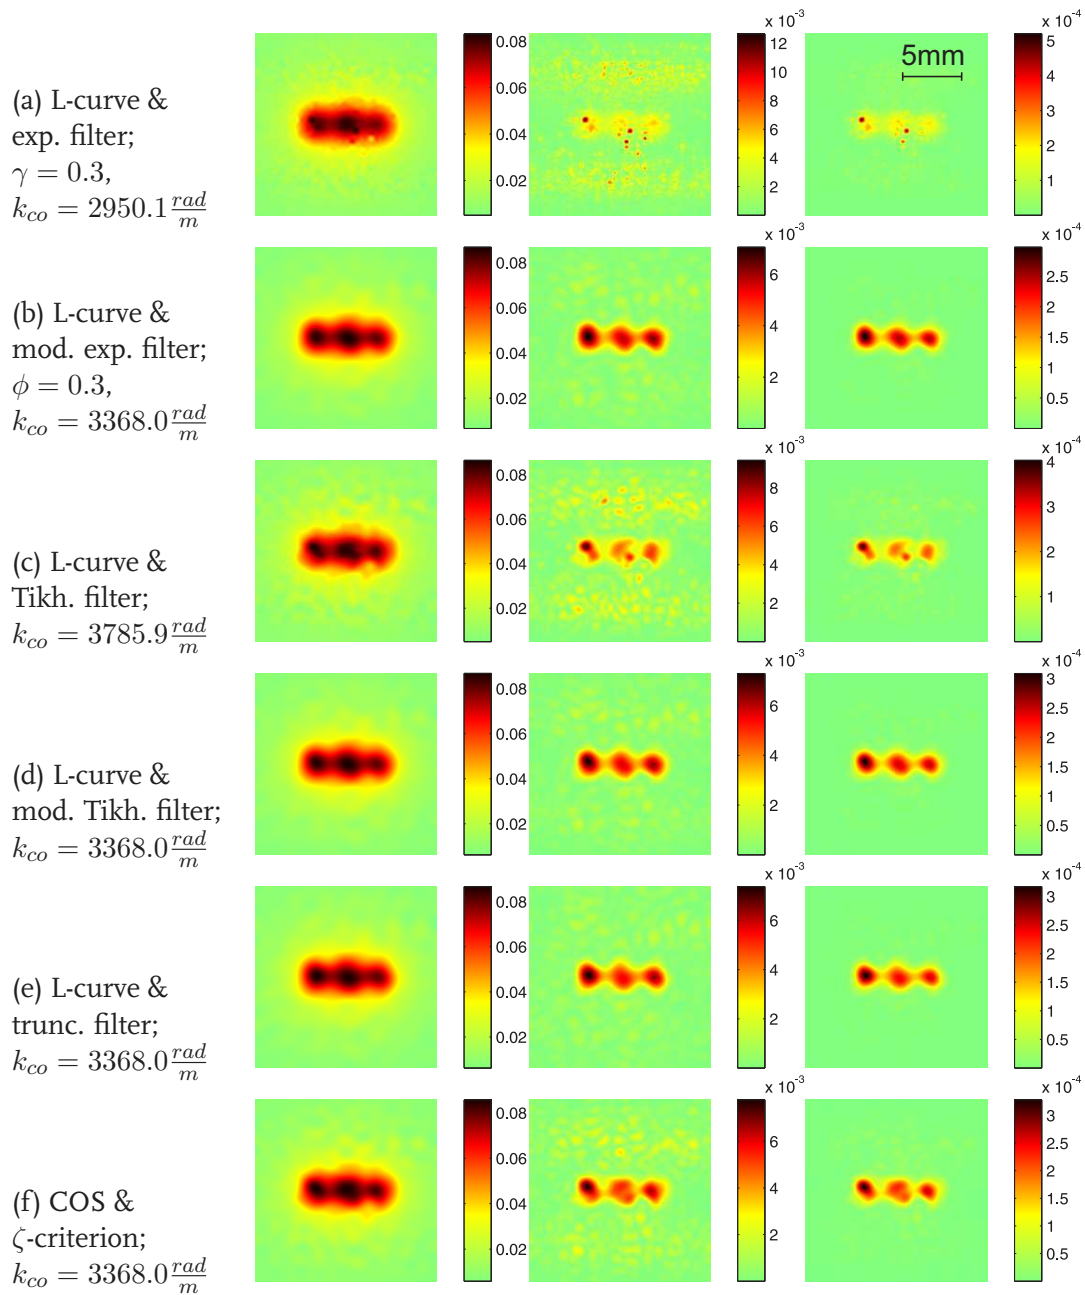 x 10⁻³
x 10⁻⁴
(a) L-curve &
exp. filter;
γ = 0.3,
k_co = 2950.1 rad/m
0.08
0.06
0.04
0.02
12
10
8
6
4
2
5mm
5
4
3
2
1
x 10⁻³
x 10⁻⁴
(b) L-curve &
mod. exp. filter;
ϕ = 0.3,
k_co = 3368.0 rad/m
0.08
0.06
0.04
0.02
6
4
2
2.5
2
1.5
1
0.5
x 10⁻³
x 10⁻⁴
(c) L-curve &
Tikh. filter;
k_co = 3785.9 rad/m
0.08
0.06
0.04
0.02
8
6
4
2
4
3
2
1
x 10⁻³
x 10⁻⁴
(d) L-curve &
mod. Tikh. filter;
k_co = 3368.0 rad/m
0.08
0.06
0.04
0.02
6
4
2
3
2.5
2
1.5
1
0.5
x 10⁻³
x 10⁻⁴
(e) L-curve &
trunc. filter;
k_co = 3368.0 rad/m
0.08
0.06
0.04
0.02
6
4
2
3
2.5
2
1.5
1
0.5
x 10⁻³
x 10⁻⁴
(f) COS &
ζ-criterion;
k_co = 3368.0 rad/m
0.08
0.06
0.04
0.02
6
4
2
3
2.5
2
1.5
1
0.5